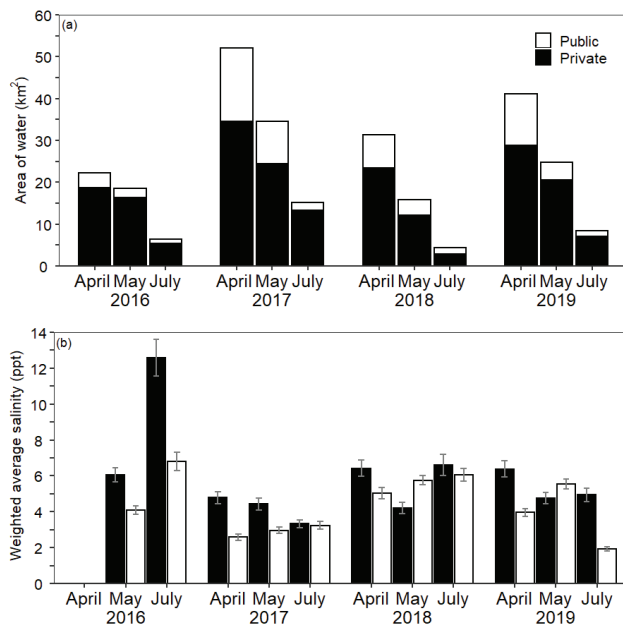 (a)
Area of water (km²)
60
50
40
30
20
10
0
Public
Private
April May July April May July April May July April May July
2016 2017 2018 2019
(b)
Weighted average salinity (ppt)
14
12
10
8
6
4
2
0
April May July April May July April May July April May July
2016 2017 2018 2019